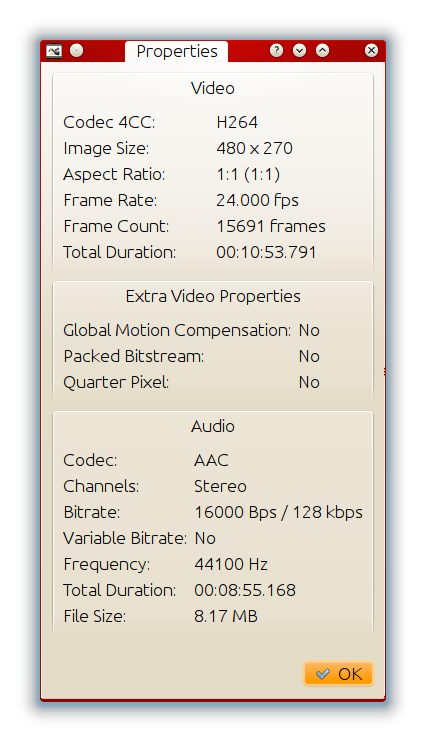 Properties
Video
Codec 4CC: H264
Image Size: 480 x 270
Aspect Ratio: 1:1 (1:1)
Frame Rate: 24.000 fps
Frame Count: 15691 frames
Total Duration: 00:10:53.791
Extra Video Properties
Global Motion Compensation: No
Packed Bitstream: No
Quarter Pixel: No
Audio
Codec: AAC
Channels: Stereo
Bitrate: 16000 Bps / 128 kbps
Variable Bitrate: No
Frequency: 44100 Hz
Total Duration: 00:08:55.168
File Size: 8.17 MB
OK